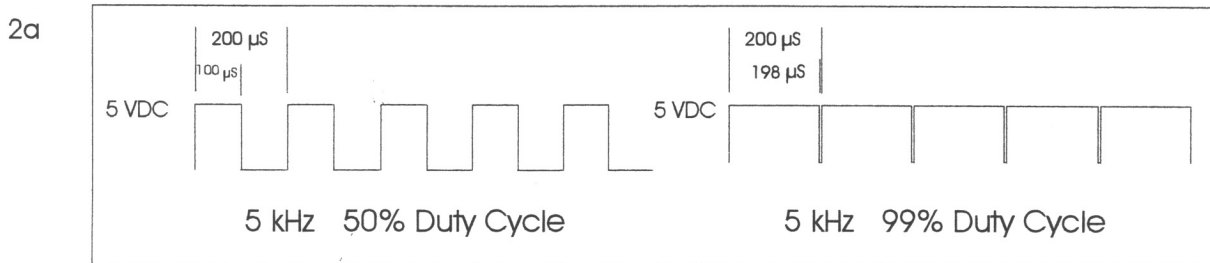 2a
200 µS
100 µS
5 VDC
5 kHz 50% Duty Cycle
200 µS
198 µS
5 VDC
5 kHz 99% Duty Cycle